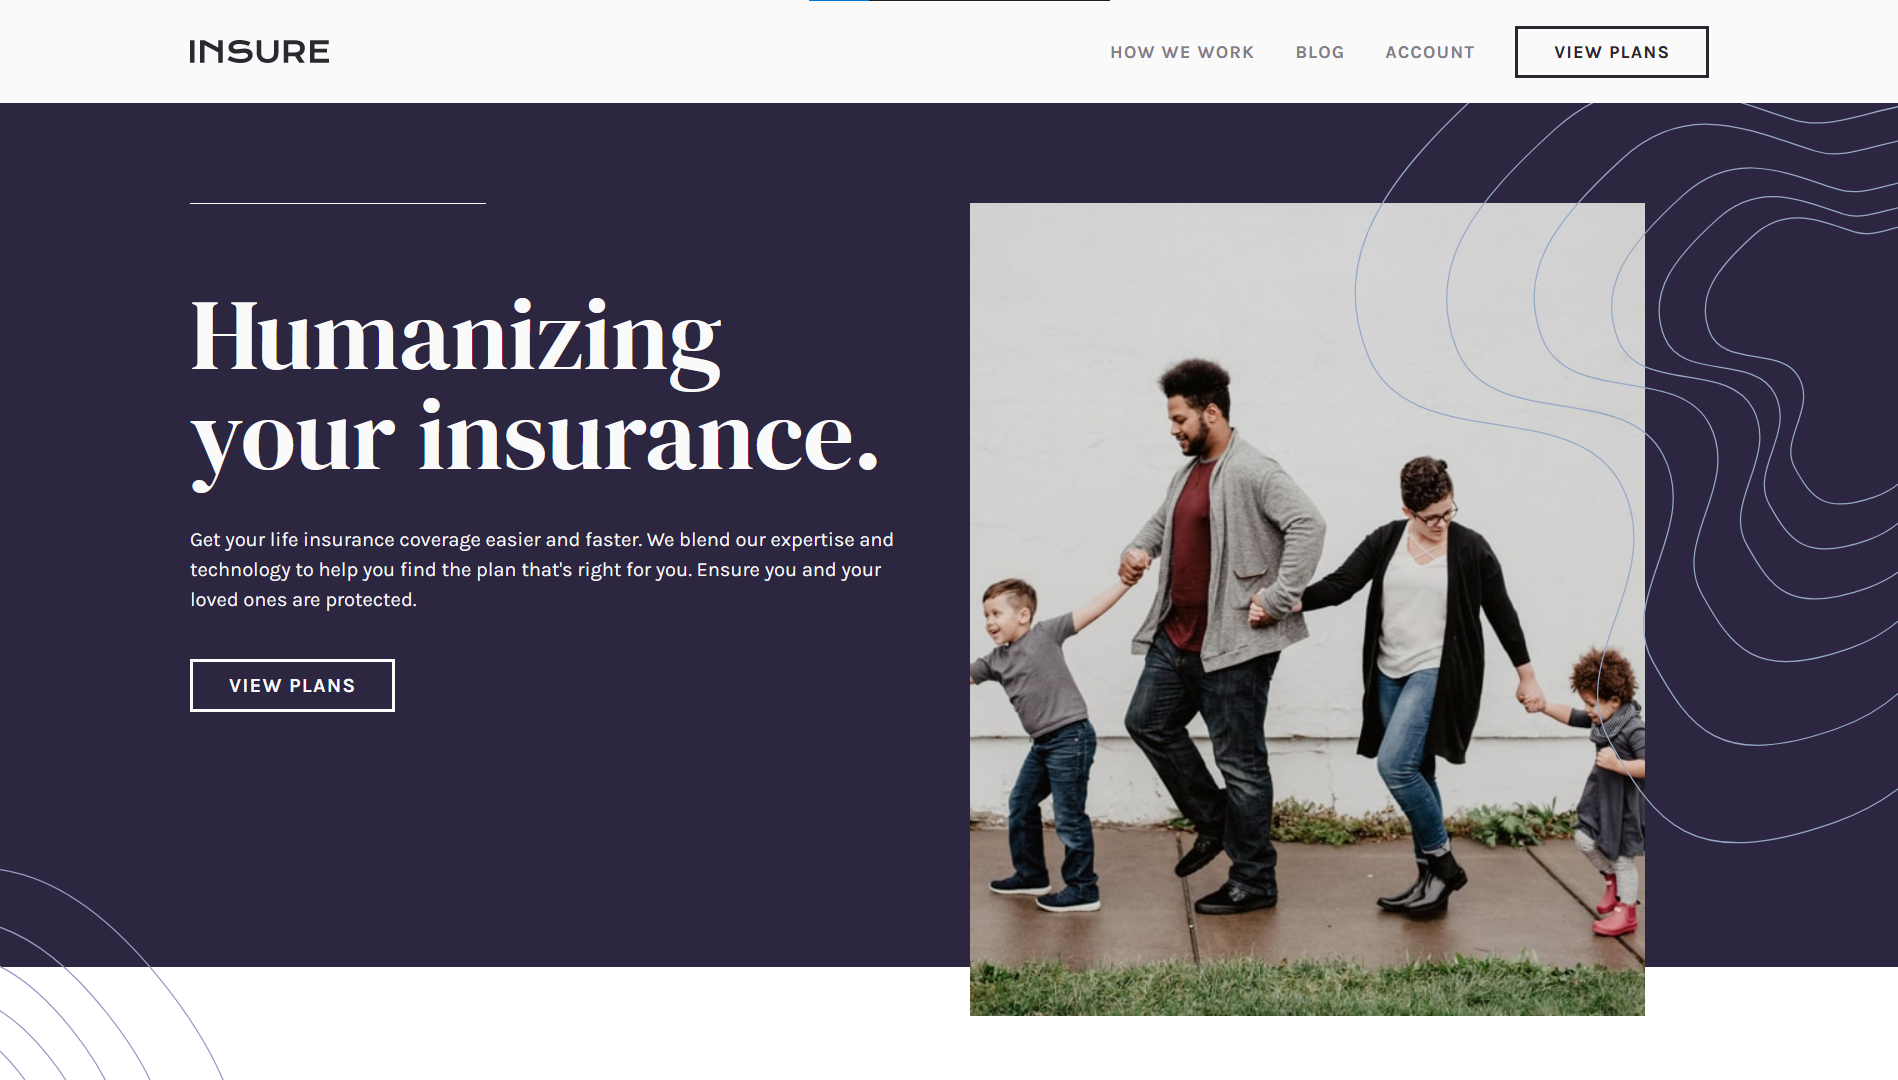 INSURE
HOW WE WORK
BLOG
ACCOUNT
VIEW PLANS
Humanizing
your insurance.
Get your life insurance coverage easier and faster. We blend our expertise and
technology to help you find the plan that's right for you. Ensure you and your
loved ones are protected.
VIEW PLANS